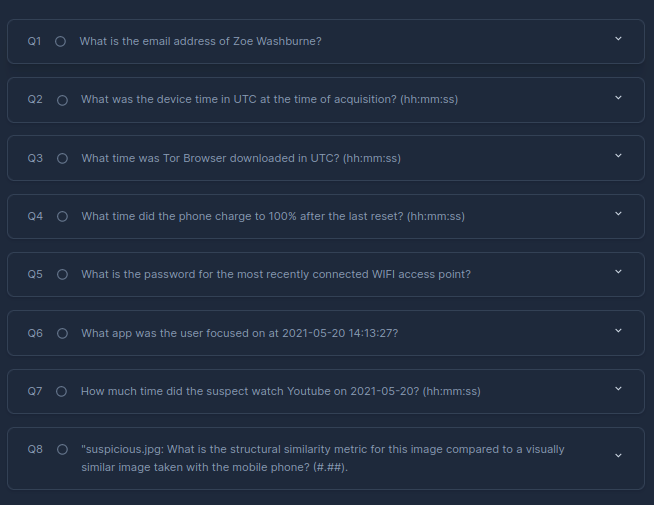 Q1 What is the email address of Zoe Washburne?
Q2 What was the device time in UTC at the time of acquisition? (hh:mm:ss)
Q3 What time was Tor Browser downloaded in UTC? (hh:mm:ss)
Q4 What time did the phone charge to 100% after the last reset? (hh:mm:ss)
Q5 What is the password for the most recently connected WIFI access point?
Q6 What app was the user focused on at 2021-05-20 14:13:27?
Q7 How much time did the suspect watch Youtube on 2021-05-20? (hh:mm:ss)
Q8 "suspicious.jpg: What is the structural similarity metric for this image compared to a visually
similar image taken with the mobile phone? (#.##).